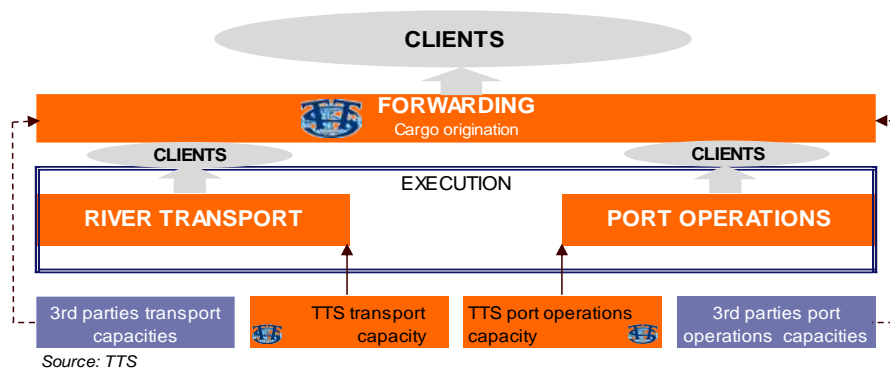 CLIENTS
FORWARDING
Cargo origination
CLIENTS
CLIENTS
EXECUTION
RIVER TRANSPORT
PORT OPERATIONS
3rd parties transport
capacities
TTS transport
capacity
TTS port operations
capacity
3rd parties port
operations capacities
Source: TTS